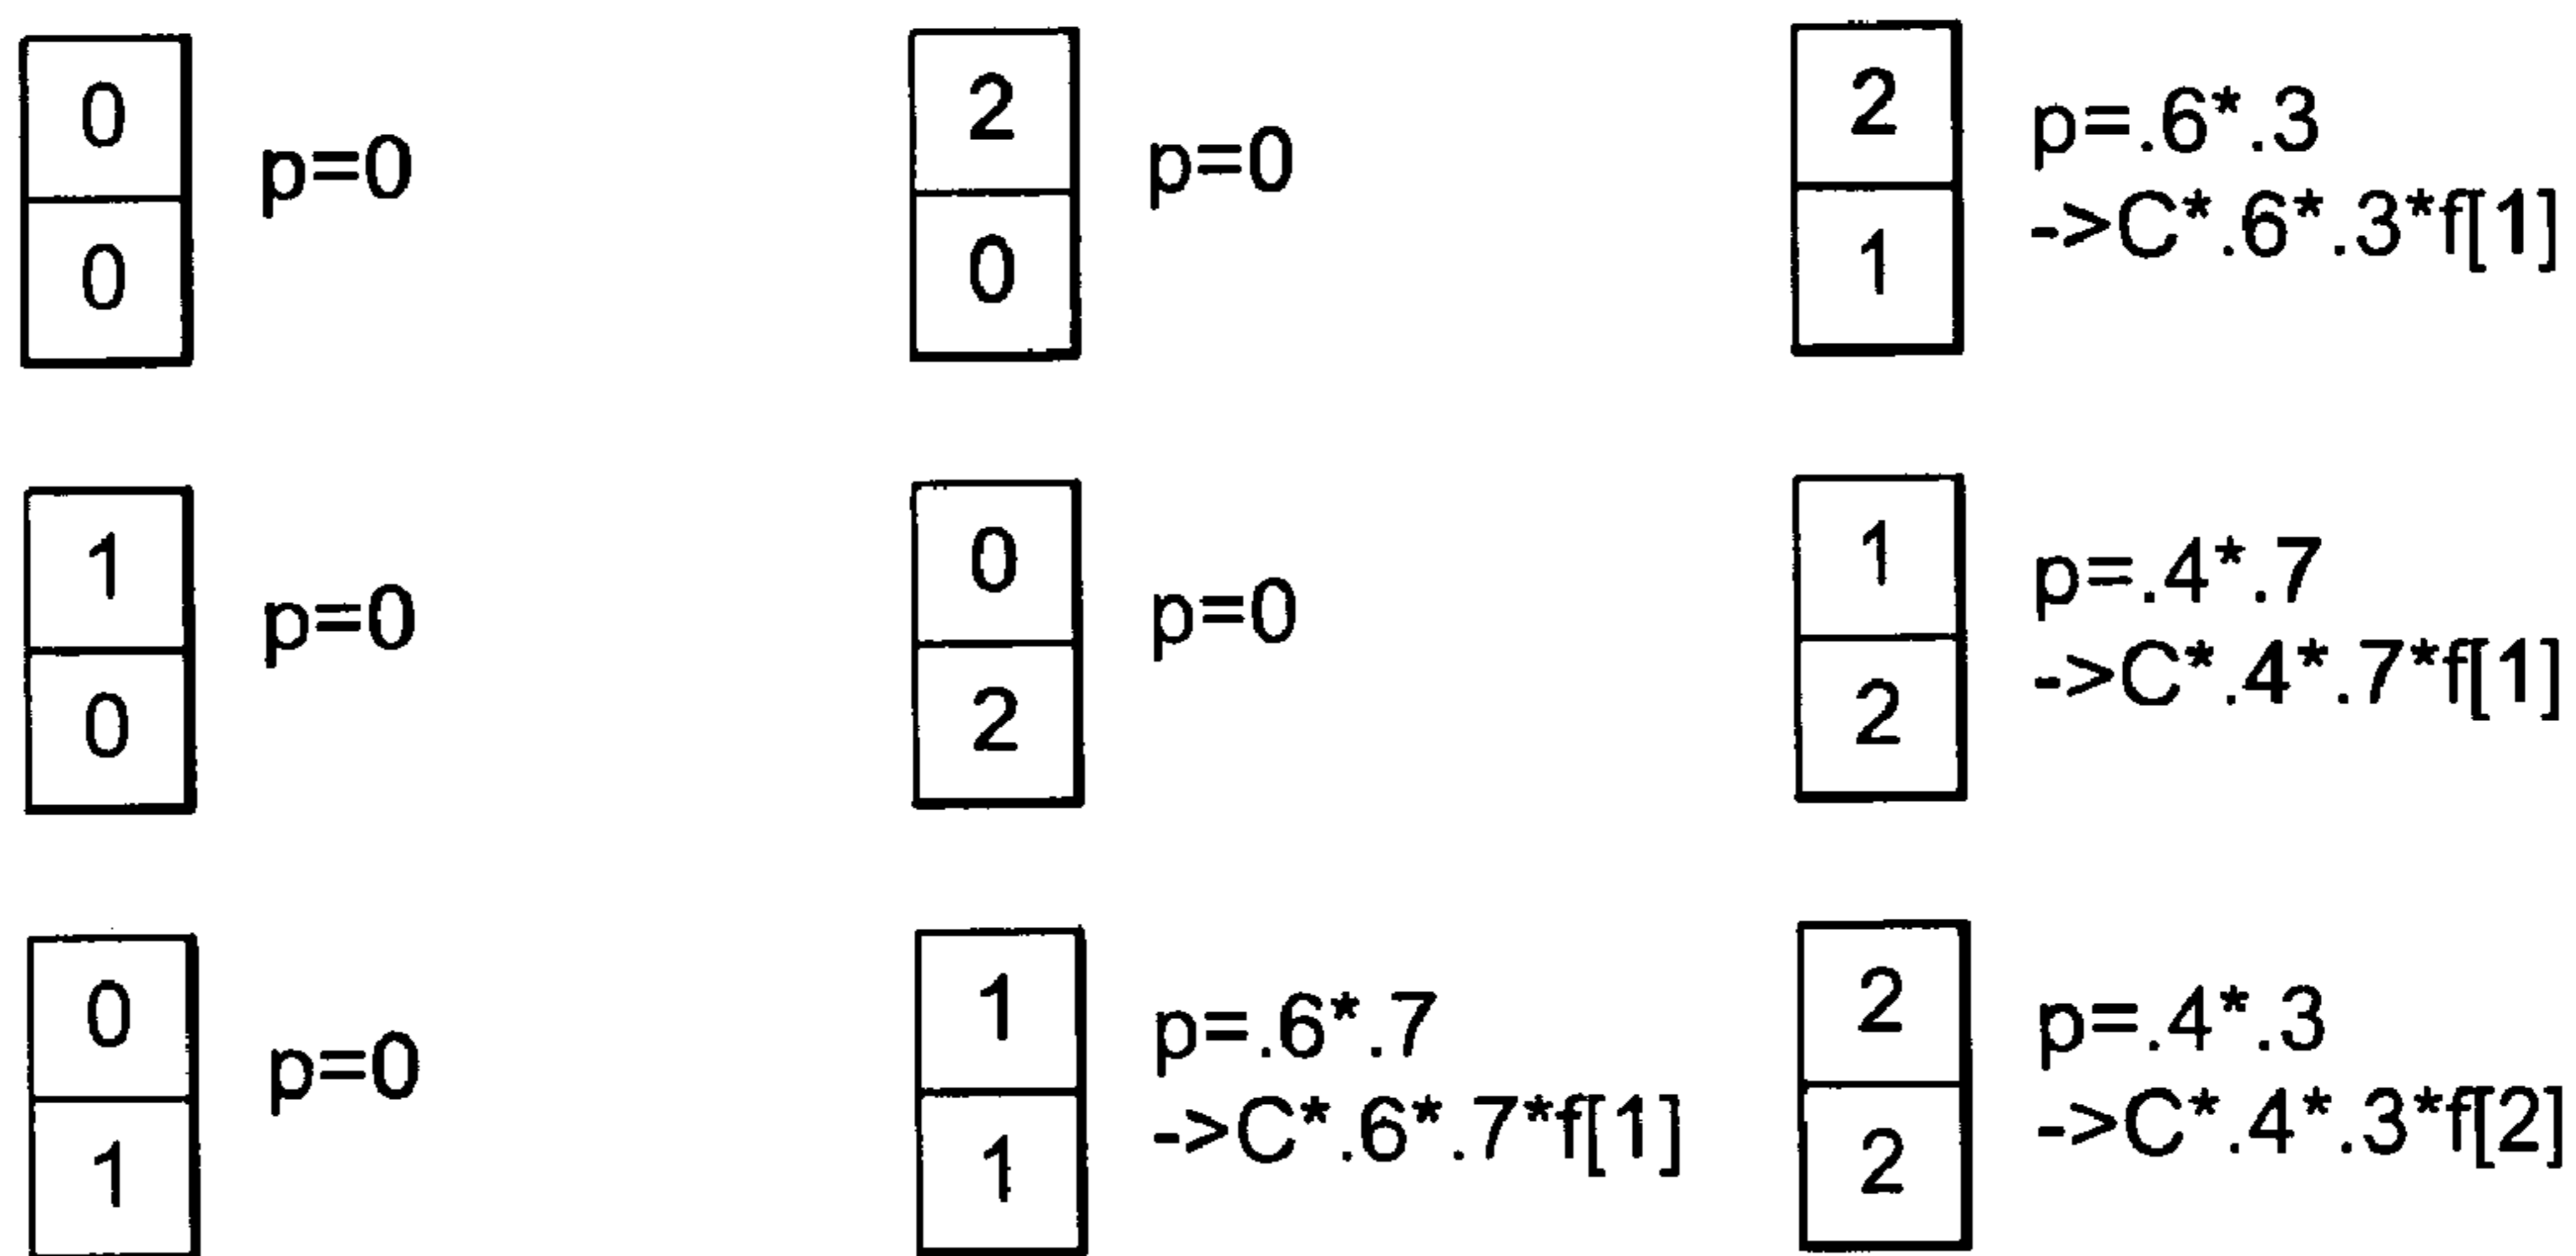 0
0
p=0
2
0
p=0
2
1
p=.6*.3
->C*.6*.3*f[1]
1
0
p=0
0
2
p=0
1
2
p=.4*.7
->C*.4*.7*f[1]
0
1
p=0
1
1
p=.6*.7
->C*.6*.7*f[1]
2
2
p=.4*.3
->C*.4*.3*f[2]